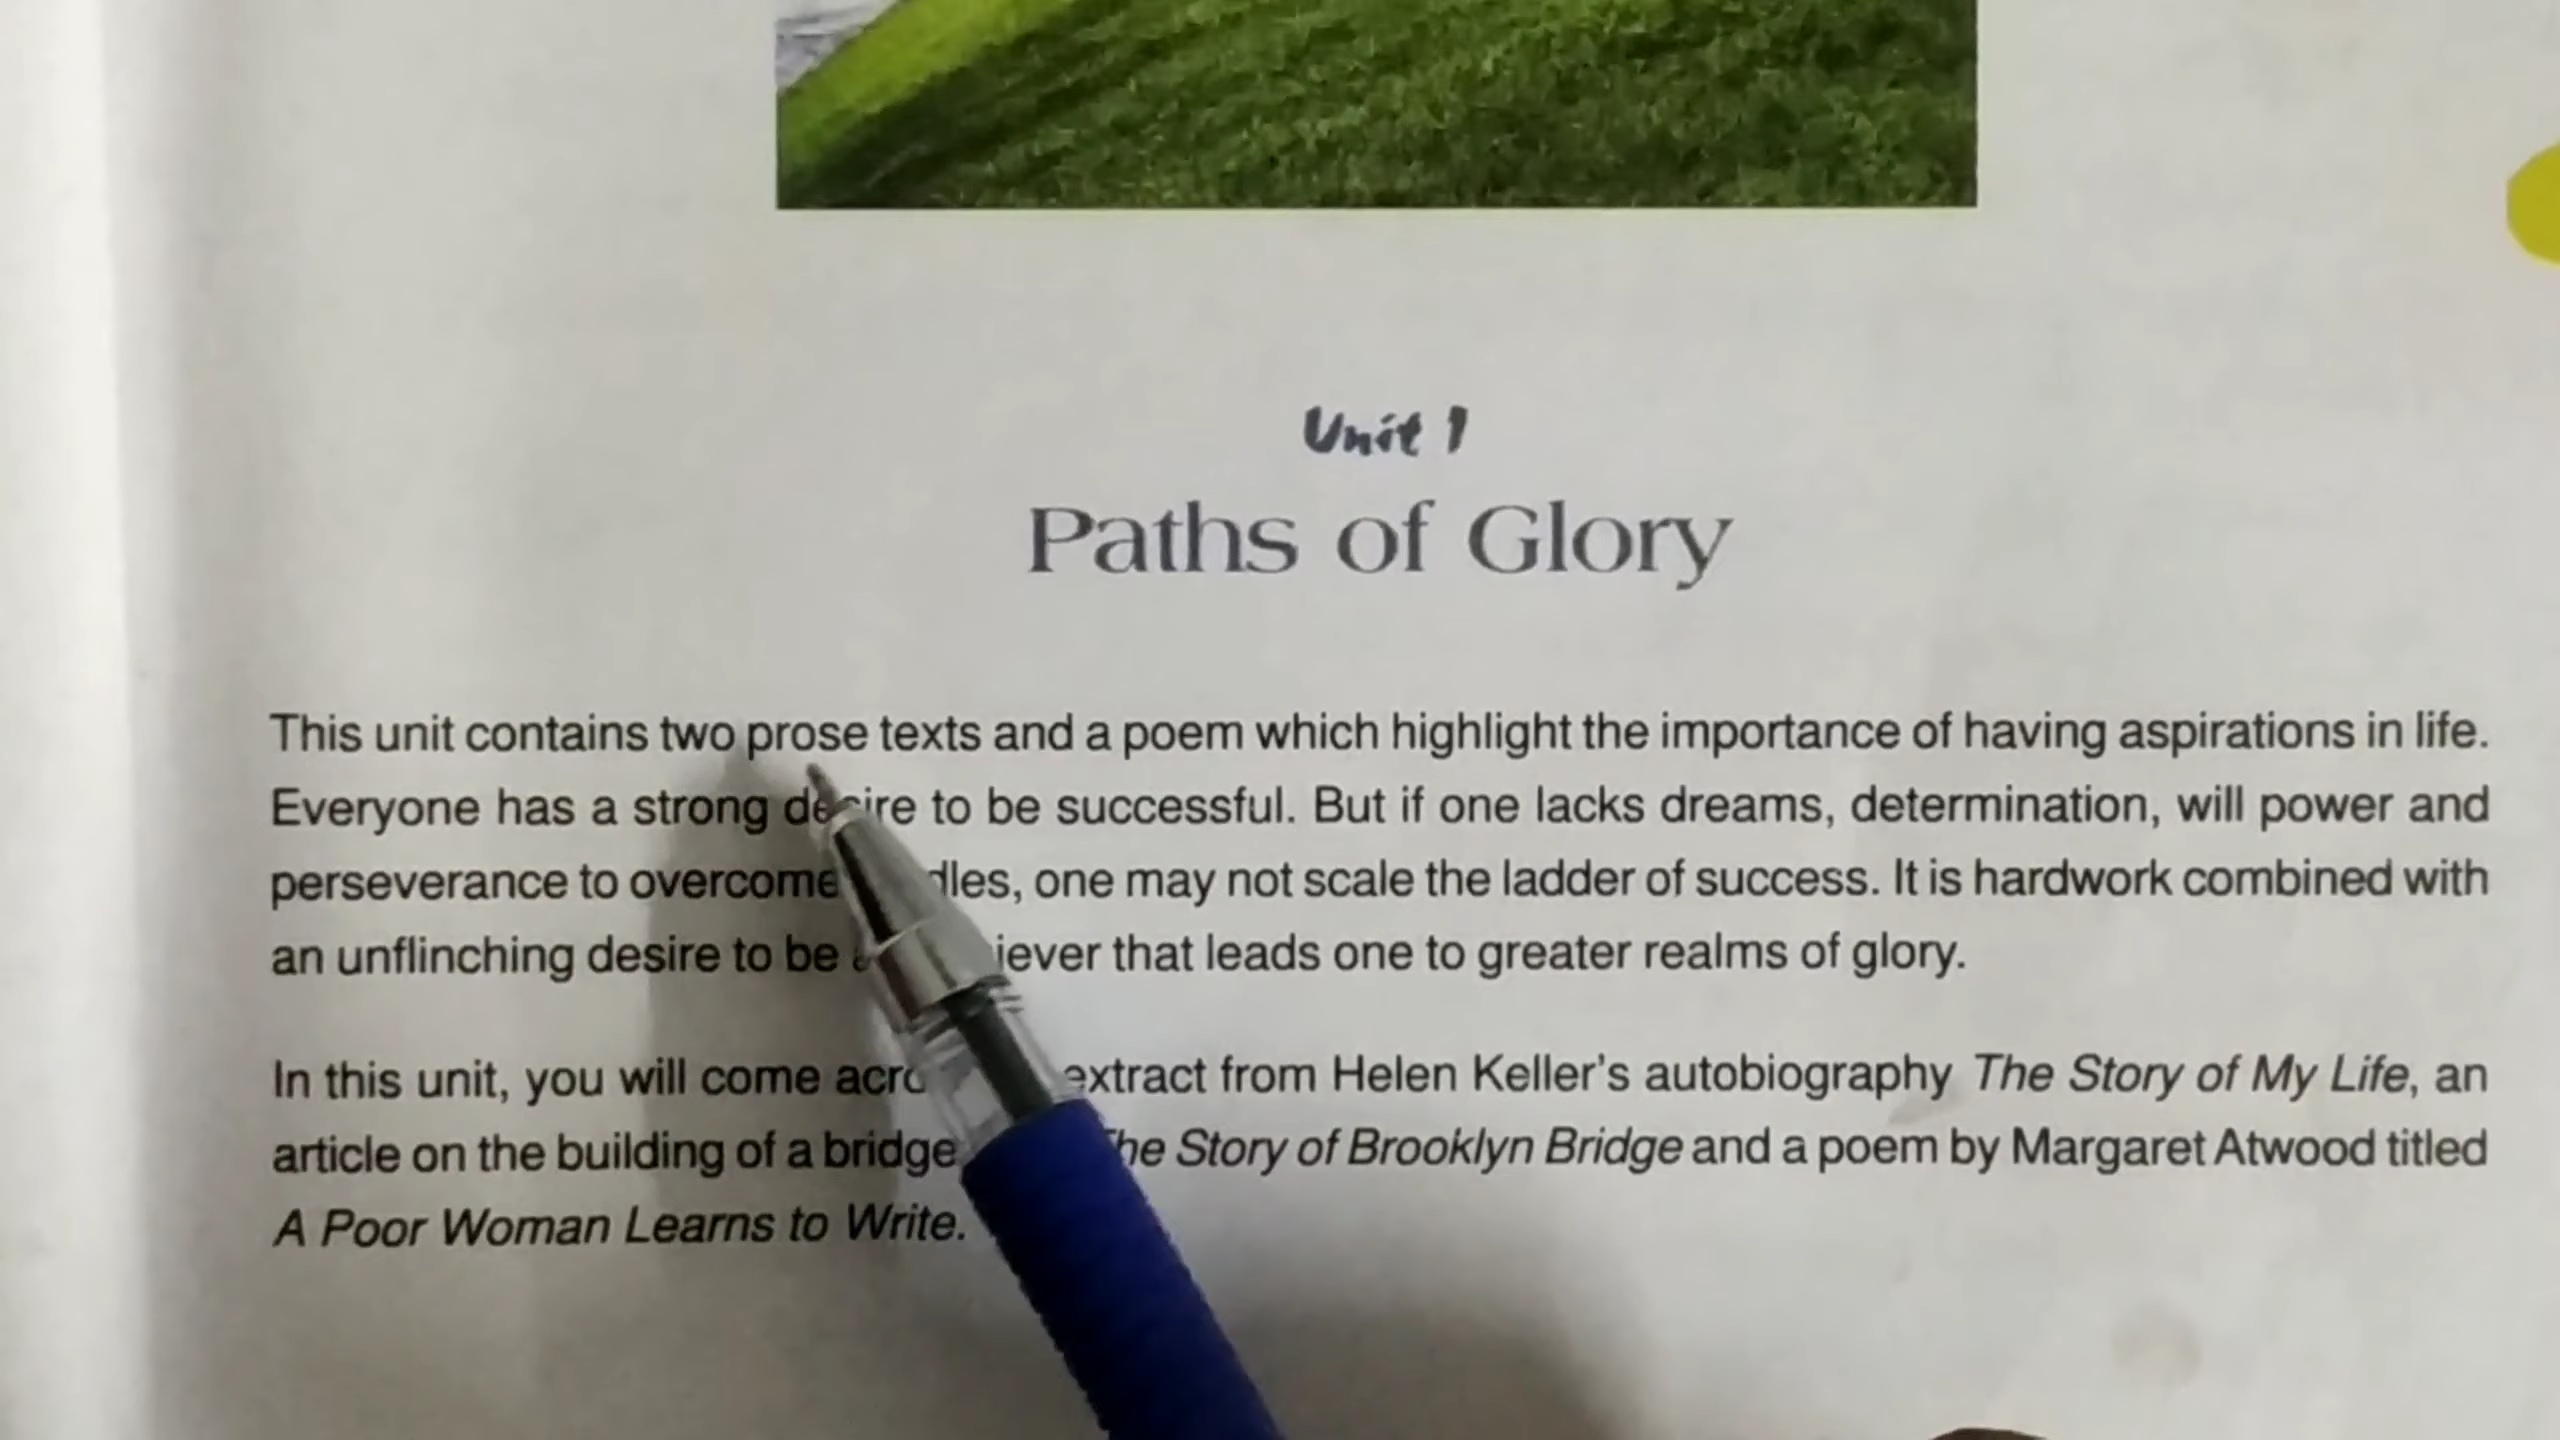 Unit 1
Paths of Glory
This unit contains two prose texts and a poem which highlight the importance of having aspirations in life.
Everyone has a strong desire to be successful. But if one lacks dreams, determination, will power and
perseverance to overcome one may not scale the ladder of success. It is hardwork combined with
an unflinching desire to be that leads one to greater realms of glory.
In this unit, you will come extract from Helen Keller's autobiography The Story of My Life, an
article on the building of a bridge The Story of Brooklyn Bridge and a poem by Margaret Atwood titled
A Poor Woman Learns to Write.